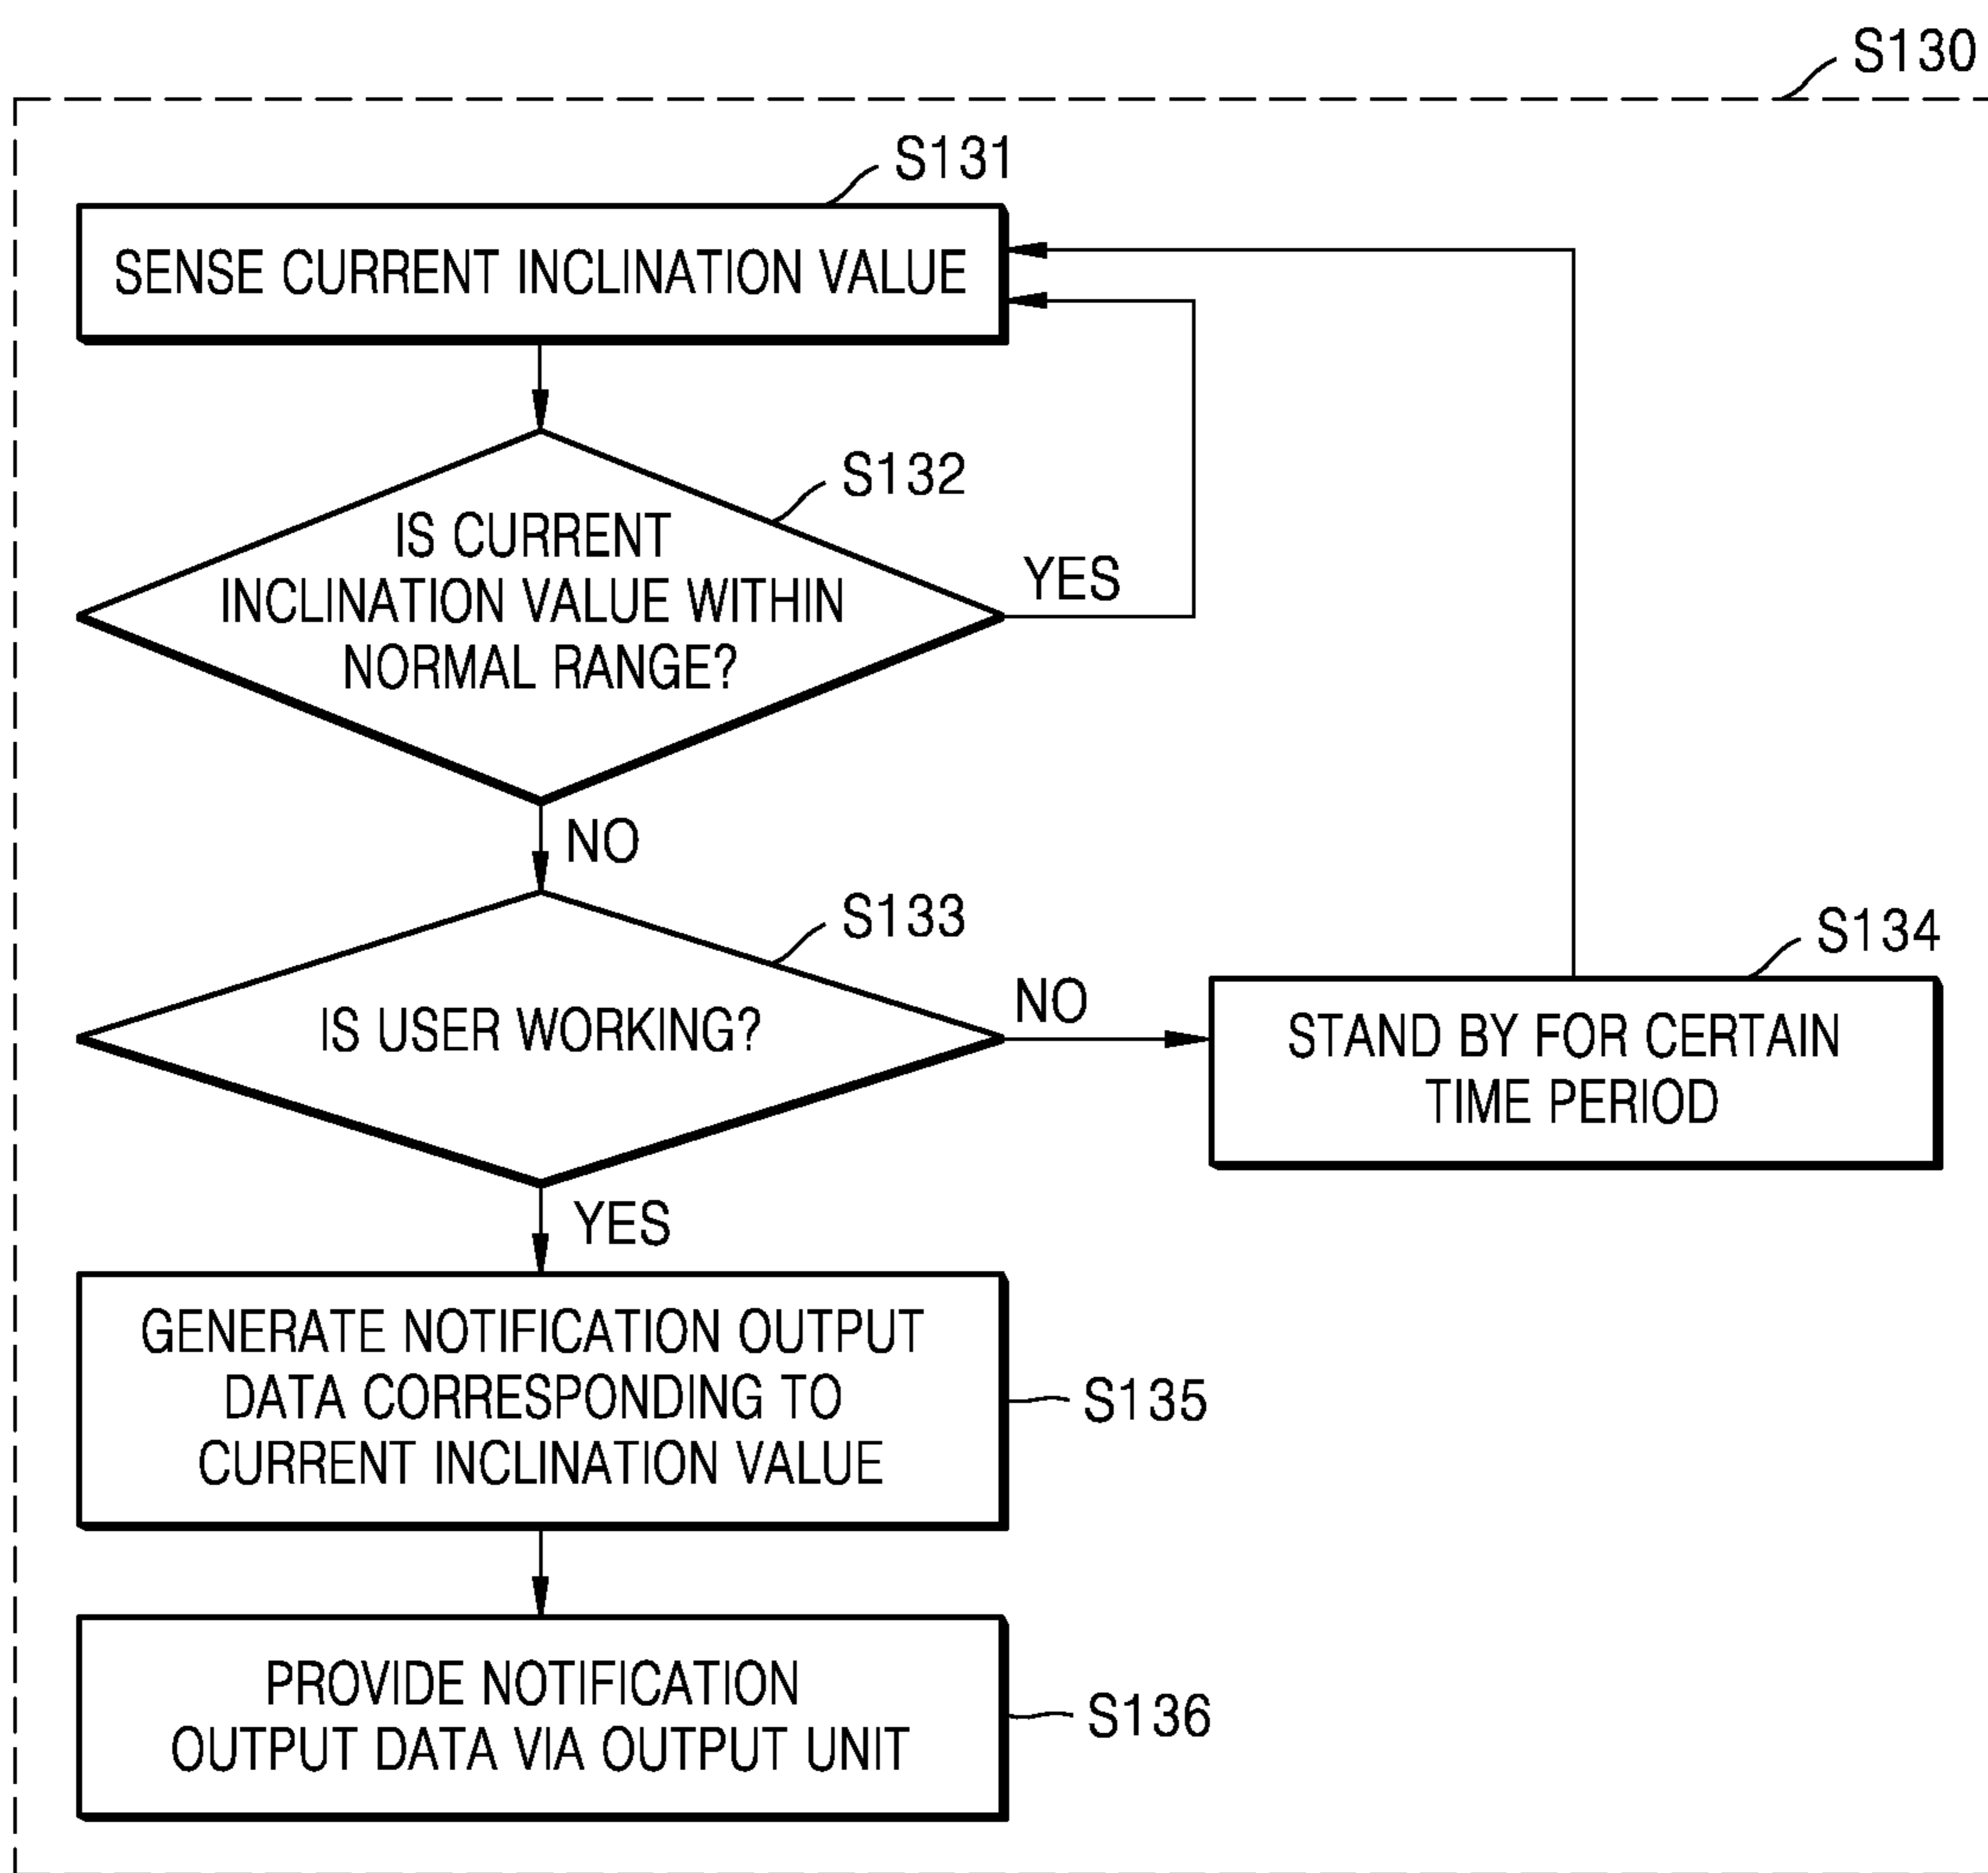 S130
S131
SENSE CURRENT INCLINATION VALUE
S132
IS CURRENT
INCLINATION VALUE WITHIN
NORMAL RANGE?
YES
NO
S133
IS USER WORKING?
NO
S134
STAND BY FOR CERTAIN
TIME PERIOD
YES
GENERATE NOTIFICATION OUTPUT
DATA CORRESPONDING TO
CURRENT INCLINATION VALUE
S135
PROVIDE NOTIFICATION
OUTPUT DATA VIA OUTPUT UNIT
S136